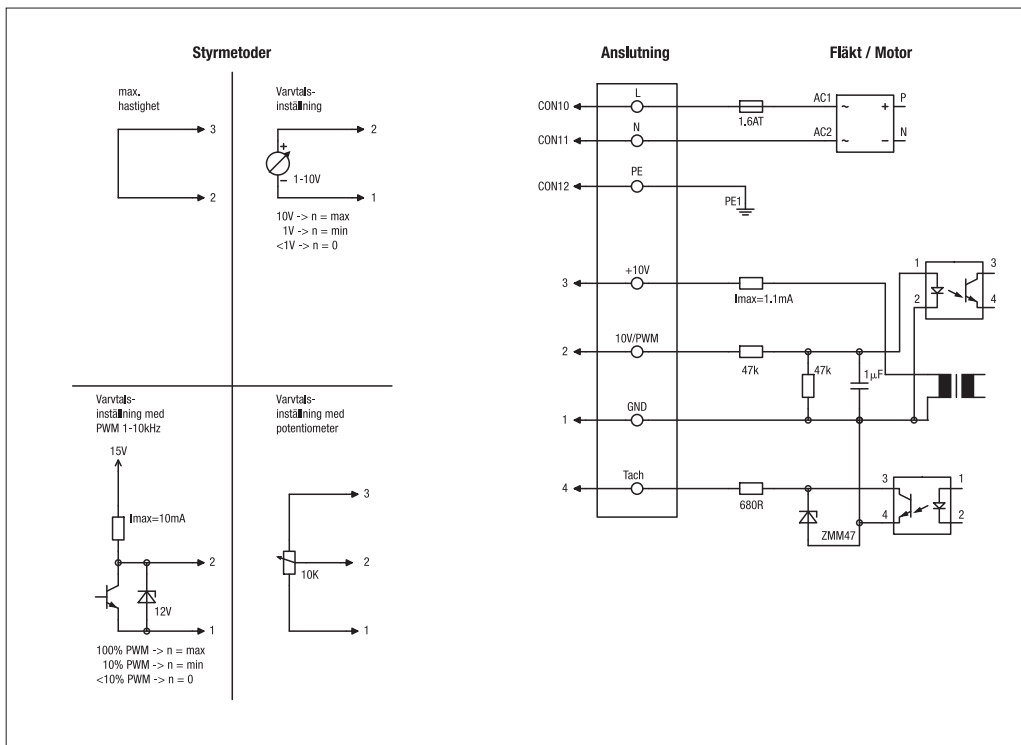 Styrmetoder
max.
hastighet
3
2
Varvtals-
inställning
2
+
−
1-10V
1
10V -> n = max
1V -> n = min
<1V -> n = 0
Varvtals-
inställning med
PWM 1-10kHz
15V
Imax=10mA
2
12V
1
100% PWM -> n = max
10% PWM -> n = min
<10% PWM -> n = 0
Varvtals-
inställning med
potentiometer
3
2
10K
1
Anslutning
Fläkt / Motor
CON10
L
1.6AT
AC1
~
+
P
CON11
N
AC2
~
−
N
CON12
PE
PE1
3
+10V
Imax=1.1mA
1
3
2
4
2
10V/PWM
47k
47k
1µF
1
GND
4
Tach
680R
ZMM47
3
1
4
2